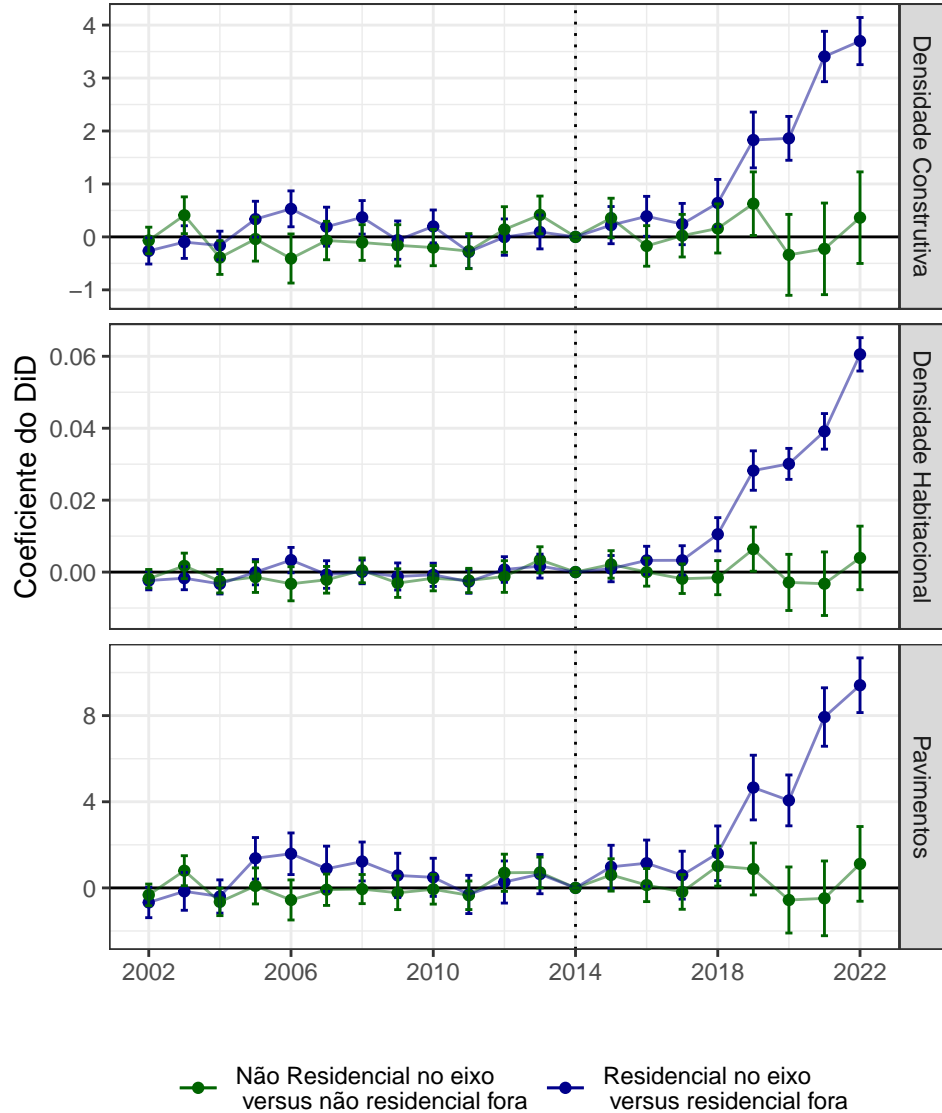 4
3
2
1
0
−1
Densidade Construtiva
Coeficiente do DiD
0.06
0.04
0.02
0.00
Densidade Habitacional
8
4
0
Pavimentos
2002 2006 2010 2014 2018 2022
Não Residencial no eixo
versus não residencial fora
Residencial no eixo
versus residencial fora